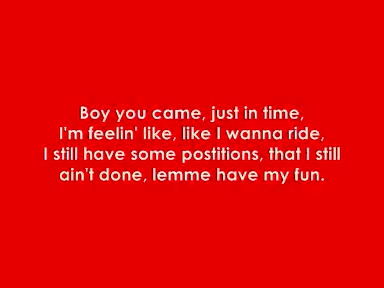 Boy you came, just in time,
I'm feelin' like, like I wanna ride,
I still have some postitions, that I still
ain't done, lemme have my fun.